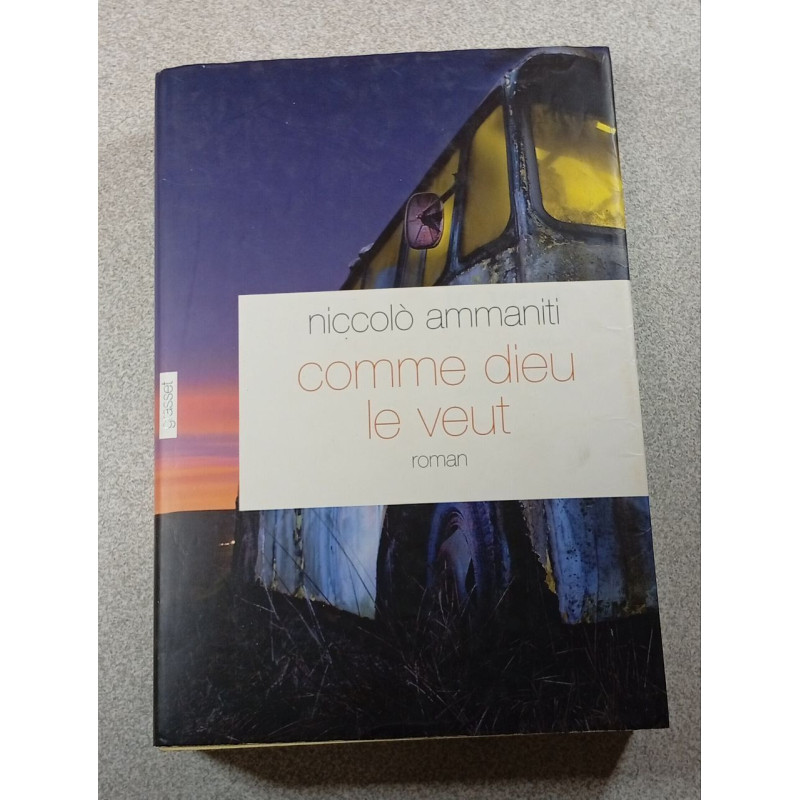 niccolò ammaniti
comme dieu
le veut
roman
grasset